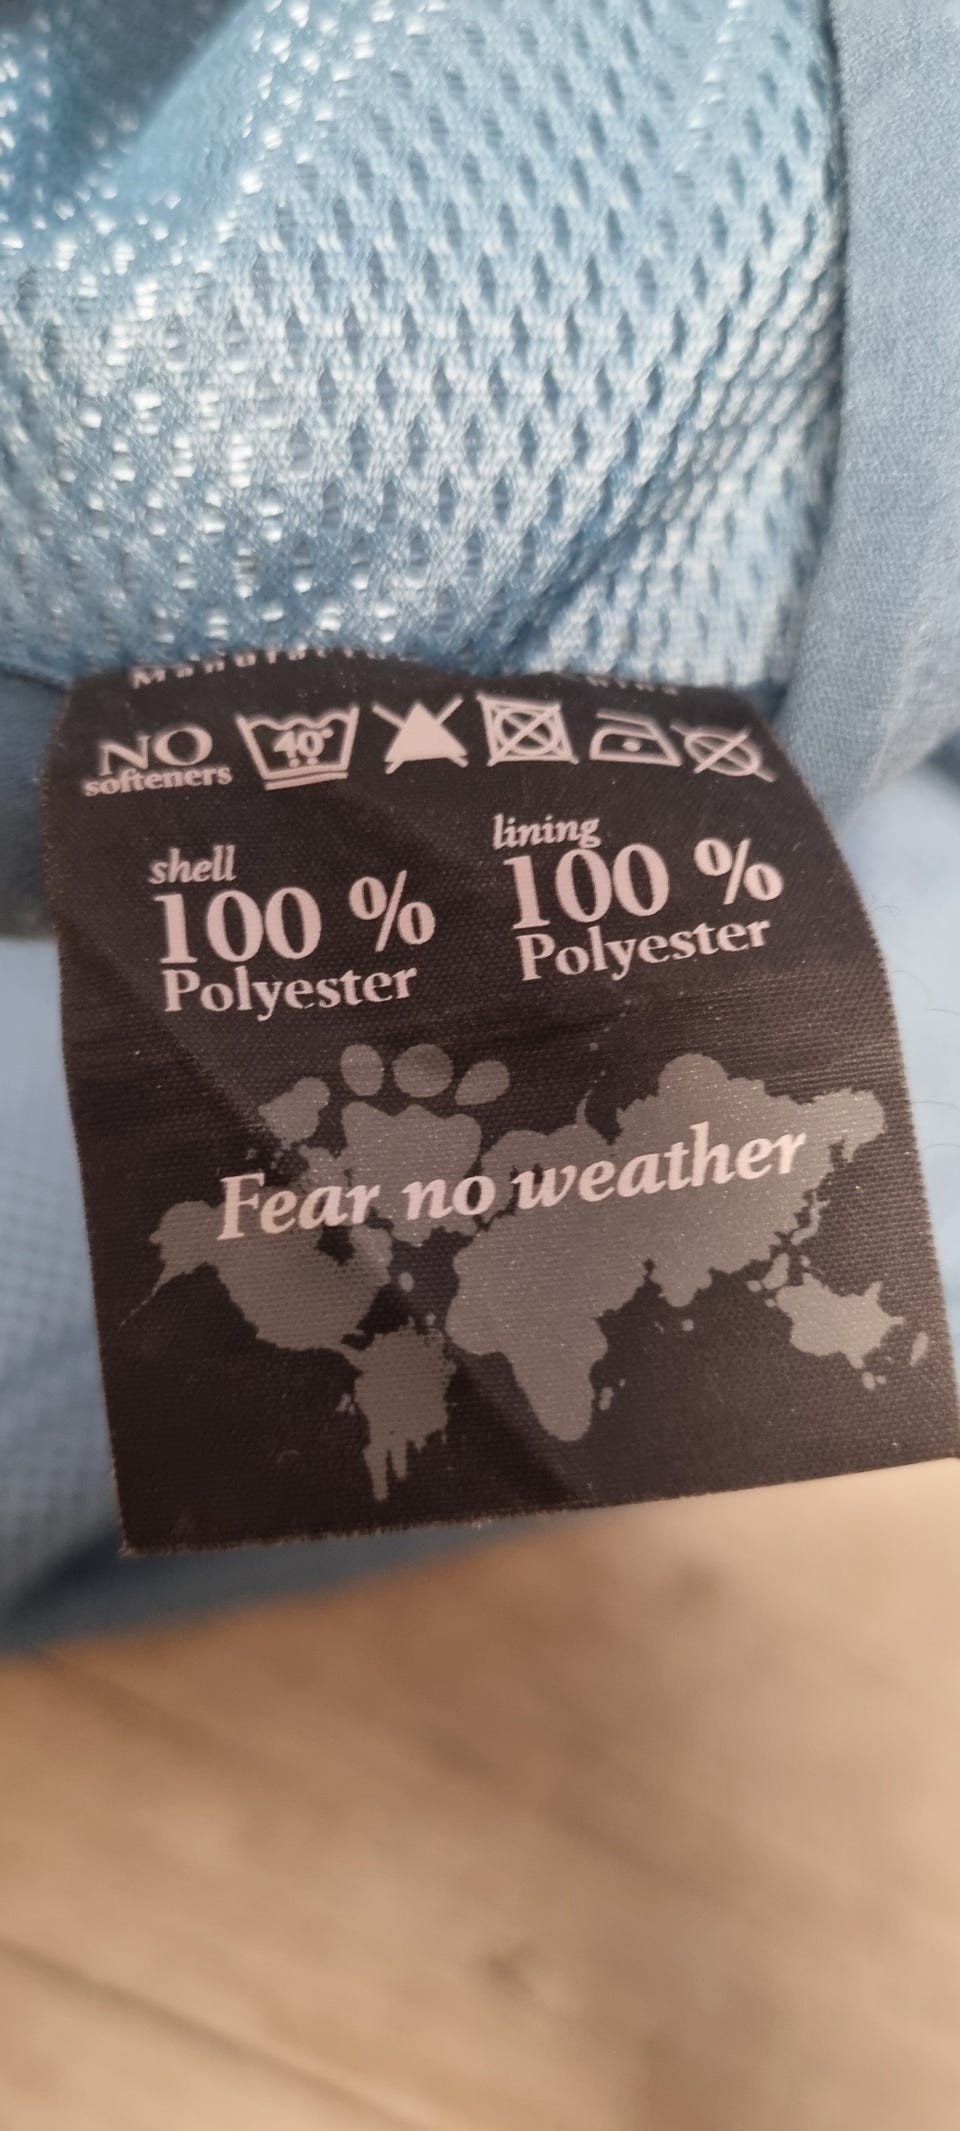 NO
softeners
40°
shell
100 %
Polyester
lining
100 %
Polyester
Fear no weather